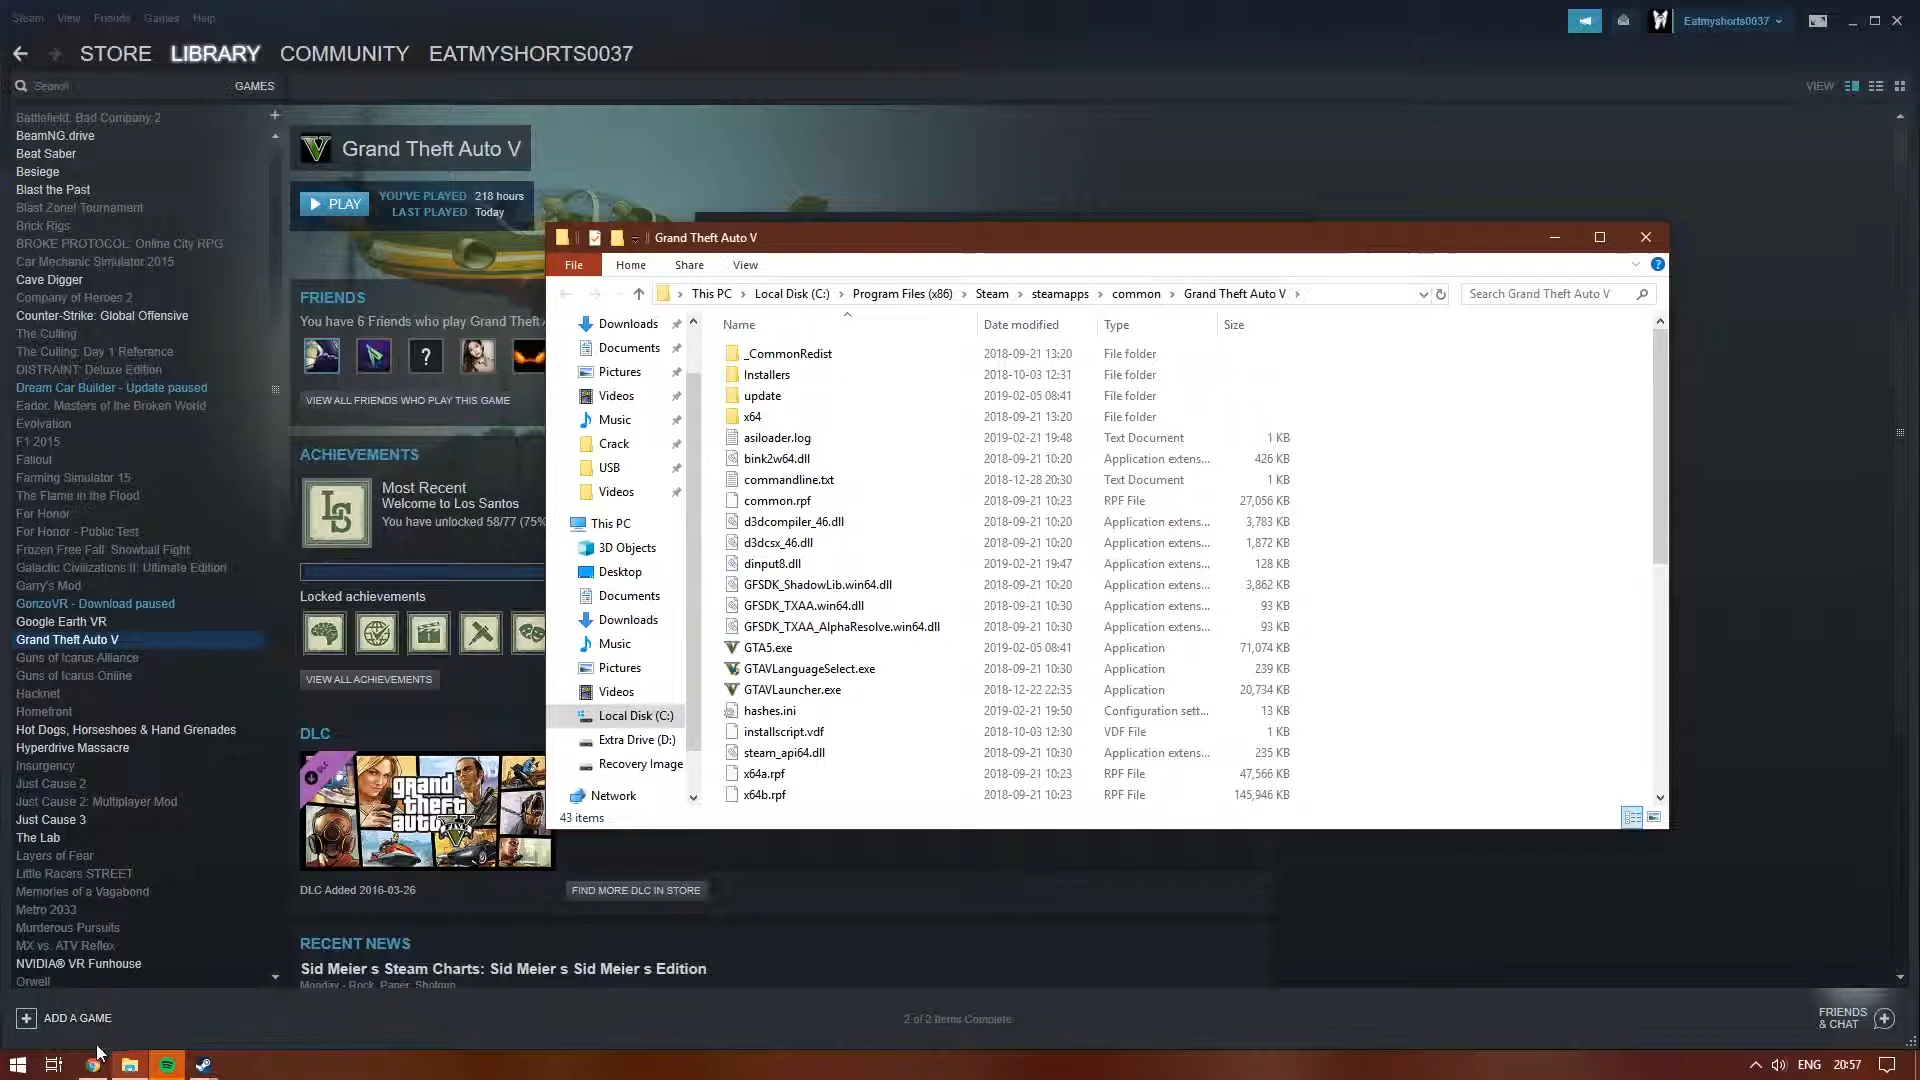 Steam View Friends Games Help
Eatmyshorts0037
STORE LIBRARY COMMUNITY EATMYSHORTS0037
Search
GAMES
VIEW
Battlefield: Bad Company 2
BeamNG.drive
Beat Saber
Besiege
Blast the Past
Blast Zone! Tournament
Brick Rigs
BROKE PROTOCOL: Online City RPG
Car Mechanic Simulator 2015
Cave Digger
Company of Heroes 2
Counter-Strike: Global Offensive
The Culling
The Culling: Day 1 Reference
DISTRAINT: Deluxe Edition
Dream Car Builder - Update paused
Eador. Masters of the Broken World
Evolvation
F1 2015
Fallout
Farming Simulator 15
The Flame in the Flood
For Honor
For Honor - Public Test
Frozen Free Fall: Snowball Fight
Galactic Civilizations II: Ultimate Edition
Garry's Mod
GonzoVR - Download paused
Google Earth VR
Grand Theft Auto V
Guns of Icarus Alliance
Guns of Icarus Online
Hacknet
Homefront
Hot Dogs, Horseshoes & Hand Grenades
Hyperdrive Massacre
Insurgency
Just Cause 2
Just Cause 2: Multiplayer Mod
Just Cause 3
The Lab
Layers of Fear
Little Racers STREET
Memories of a Vagabond
Metro 2033
Murderous Pursuits
MX vs. ATV Reflex
NVIDIA® VR Funhouse
Orwell
ADD A GAME
Grand Theft Auto V
PLAY
YOU'VE PLAYED 218 hours
LAST PLAYED Today
FRIENDS
You have 6 Friends who play Grand Theft
?
VIEW ALL FRIENDS WHO PLAY THIS GAME
ACHIEVEMENTS
LS
Most Recent
Welcome to Los Santos
You have unlocked 58/77 (75%
Locked achievements
VIEW ALL ACHIEVEMENTS
DLC
DLC
grand
theft
auto V
DLC Added 2016-03-26
FIND MORE DLC IN STORE
RECENT NEWS
Sid Meier s Steam Charts: Sid Meier s Sid Meier s Edition
Monday - Rock, Paper, Shotgun
2 of 2 Items Complete
FRIENDS
& CHAT
Grand Theft Auto V
File Home Share View
This PC Local Disk (C:) Program Files (x86) Steam steamapps common Grand Theft Auto V
Search Grand Theft Auto V
Downloads
Documents
Pictures
Videos
Music
Crack
USB
Videos
This PC
3D Objects
Desktop
Documents
Downloads
Music
Pictures
Videos
Local Disk (C:)
Extra Drive (D:)
Recovery Image
Network
Name Date modified Type Size
_CommonRedist 2018-09-21 13:20 File folder
Installers 2018-10-03 12:31 File folder
update 2019-02-05 08:41 File folder
x64 2018-09-21 13:20 File folder
asiloader.log 2019-02-21 19:48 Text Document 1 KB
bink2w64.dll 2018-09-21 10:20 Application extens... 426 KB
commandline.txt 2018-12-28 20:30 Text Document 1 KB
common.rpf 2018-09-21 10:23 RPF File 27,056 KB
d3dcompiler_46.dll 2018-09-21 10:20 Application extens... 3,783 KB
d3dcsx_46.dll 2018-09-21 10:20 Application extens... 1,872 KB
dinput8.dll 2019-02-21 19:47 Application extens... 128 KB
GFSDK_ShadowLib.win64.dll 2018-09-21 10:20 Application extens... 3,862 KB
GFSDK_TXAA.win64.dll 2018-09-21 10:30 Application extens... 93 KB
GFSDK_TXAA_AlphaResolve.win64.dll 2018-09-21 10:30 Application extens... 93 KB
GTA5.exe 2019-02-05 08:41 Application 71,074 KB
GTAVLanguageSelect.exe 2018-09-21 10:30 Application 239 KB
GTAVLauncher.exe 2018-12-22 22:35 Application 20,734 KB
hashes.ini 2019-02-21 19:50 Configuration sett... 13 KB
installscript.vdf 2018-10-03 12:30 VDF File 1 KB
steam_api64.dll 2018-09-21 10:30 Application extens... 235 KB
x64a.rpf 2018-09-21 10:23 RPF File 47,566 KB
x64b.rpf 2018-09-21 10:23 RPF File 145,946 KB
43 items
ENG 20:57